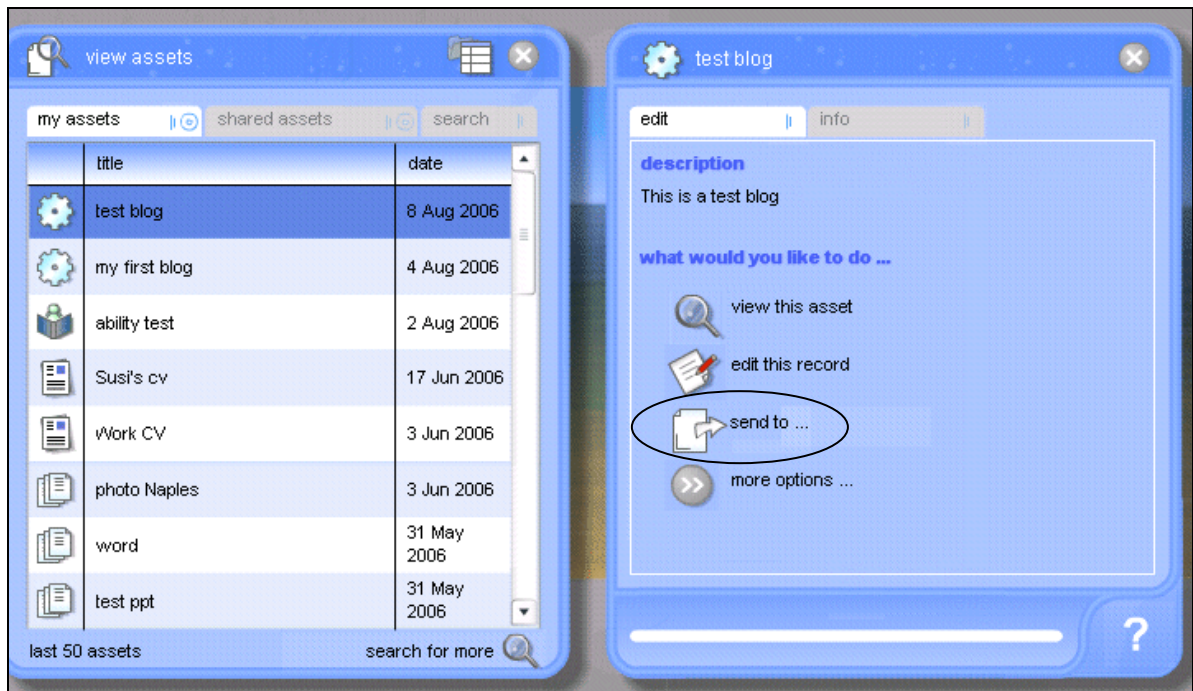 view assets
my assets shared assets search
title date
test blog 8 Aug 2006
my first blog 4 Aug 2006
ability test 2 Aug 2006
Susi's cv 17 Jun 2006
Work CV 3 Jun 2006
photo Naples 3 Jun 2006
word 31 May
2006
test ppt 31 May
2006
last 50 assets search for more
test blog
edit info
description
This is a test blog
what would you like to do ...
view this asset
edit this record
send to ...
more options ...
?